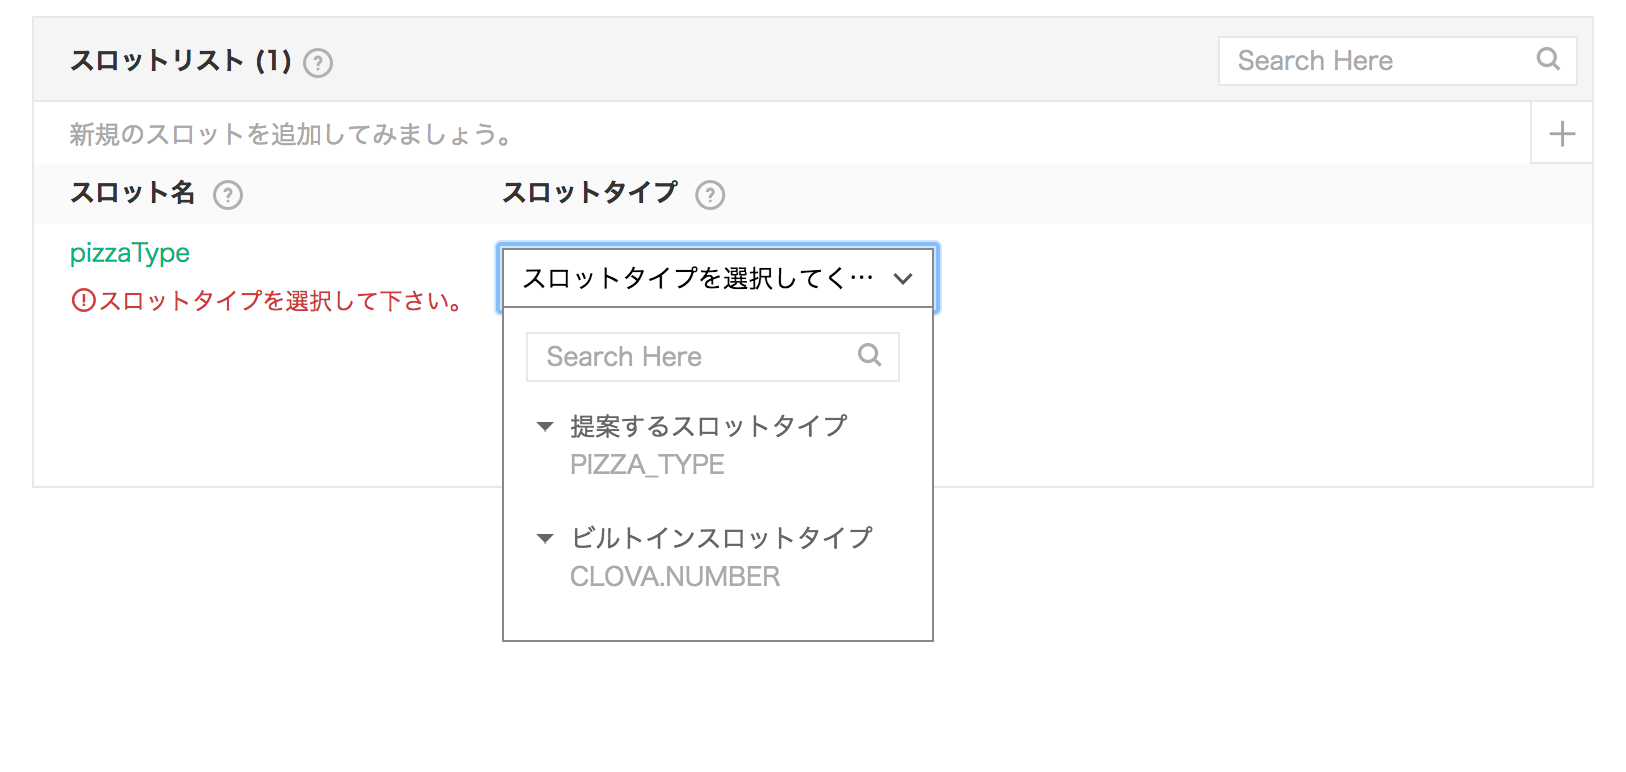 スロットリスト (1) ?
Search Here
新規のスロットを追加してみましょう。
スロット名 ?
スロットタイプ ?
pizzaType
スロットタイプを選択してく…
スロットタイプを選択して下さい。
Search Here
提案するスロットタイプ
PIZZA_TYPE
ビルトインスロットタイプ
CLOVA.NUMBER